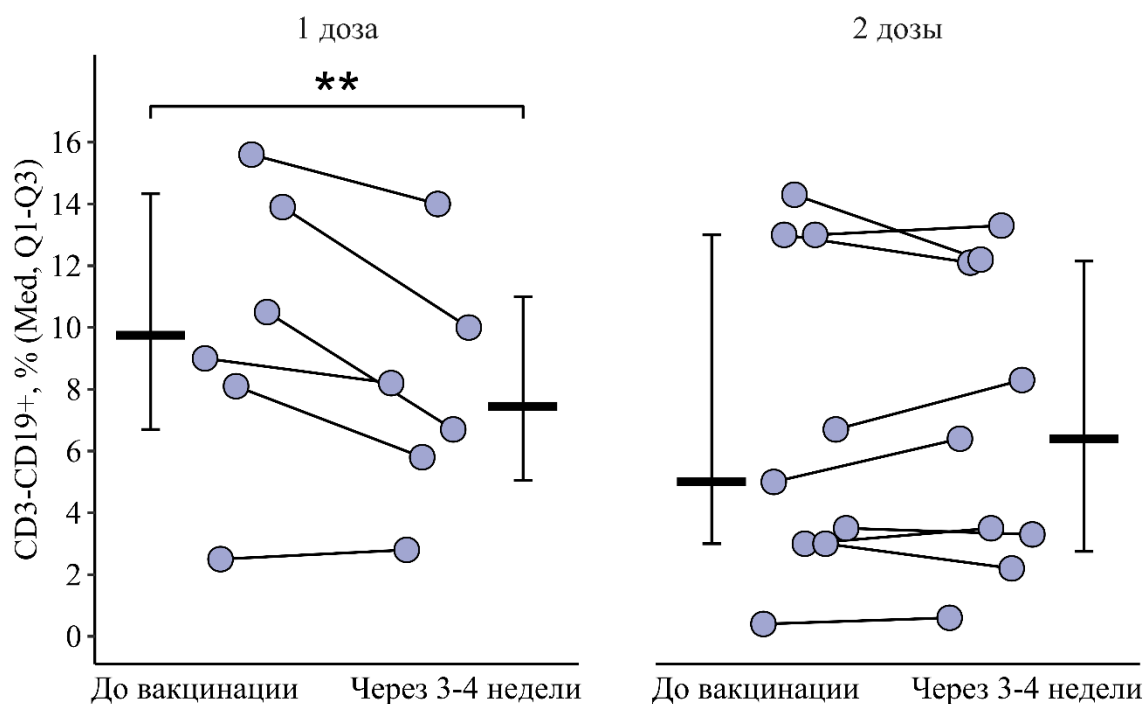 1 доза
2 дозы
**
CD3-CD19+, % (Med, Q1-Q3)
16
14
12
10
8
6
4
2
0
До вакцинации
Через 3-4 недели
До вакцинации
Через 3-4 недели